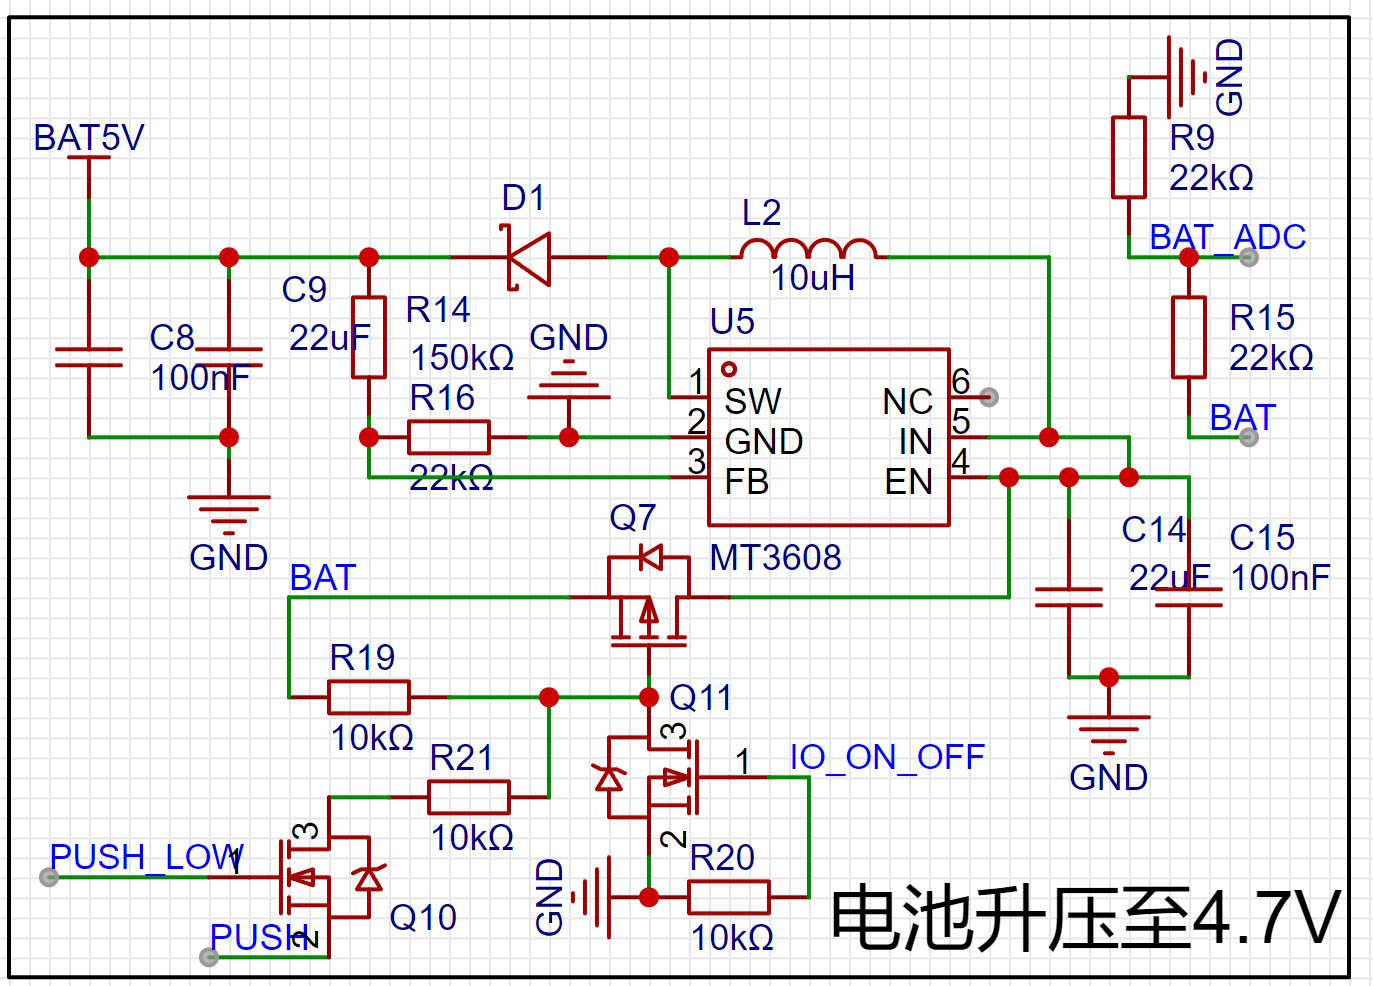 GND
BAT5V
R9
22kΩ
D1
L2
BAT_ADC
10uH
C9
22uF
R14
150kΩ
C8
100nF
GND
U5
R15
22kΩ
R16
22kΩ
1
SW
NC
6
2
GND
IN
5
3
FB
EN
4
BAT
Q7
MT3608
C14
22uF
C15
100nF
GND
BAT
R19
10kΩ
Q11
3
1
IO_ON_OFF
GND
R21
10kΩ
2
R20
10kΩ
PUSH_LOW
1
3
Q10
PUSH
2
GND
电池升压至4.7V